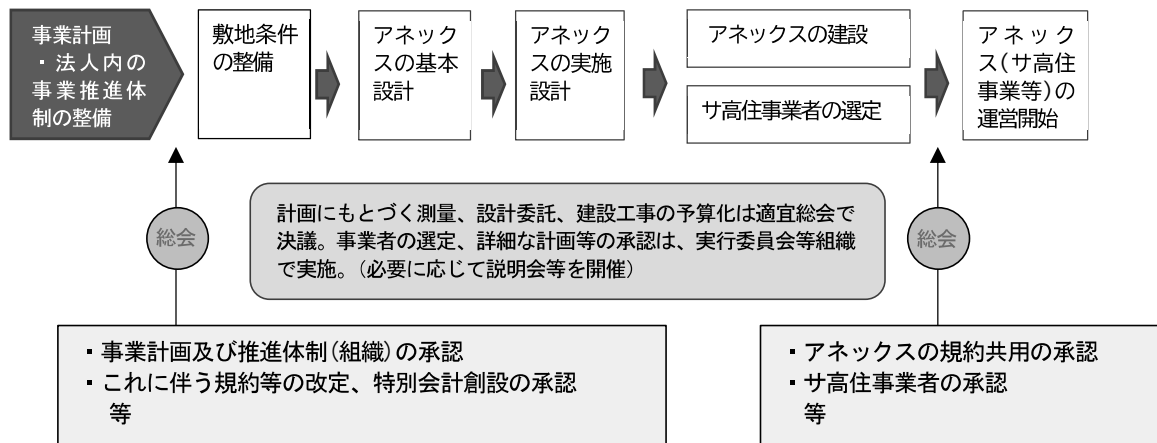 事業計画
・法人内の
事業推進体
制の整備
敷地条件
の整備
アネック
スの基本
設計
アネック
スの実施
設計
アネックスの建設
サ高住事業者の選定
アネック
ス(サ高住
事業等)の
運営開始
総会
計画にもとづく測量、設計委託、建設工事の予算化は適宜総会で
決議。事業者の選定、詳細な計画等の承認は、実行委員会等組織
で実施。(必要に応じて説明会等を開催)
総会
・事業計画及び推進体制(組織)の承認
・これに伴う規約等の改定、特別会計創設の承認
等
・アネックスの規約共用の承認
・サ高住事業者の承認
等